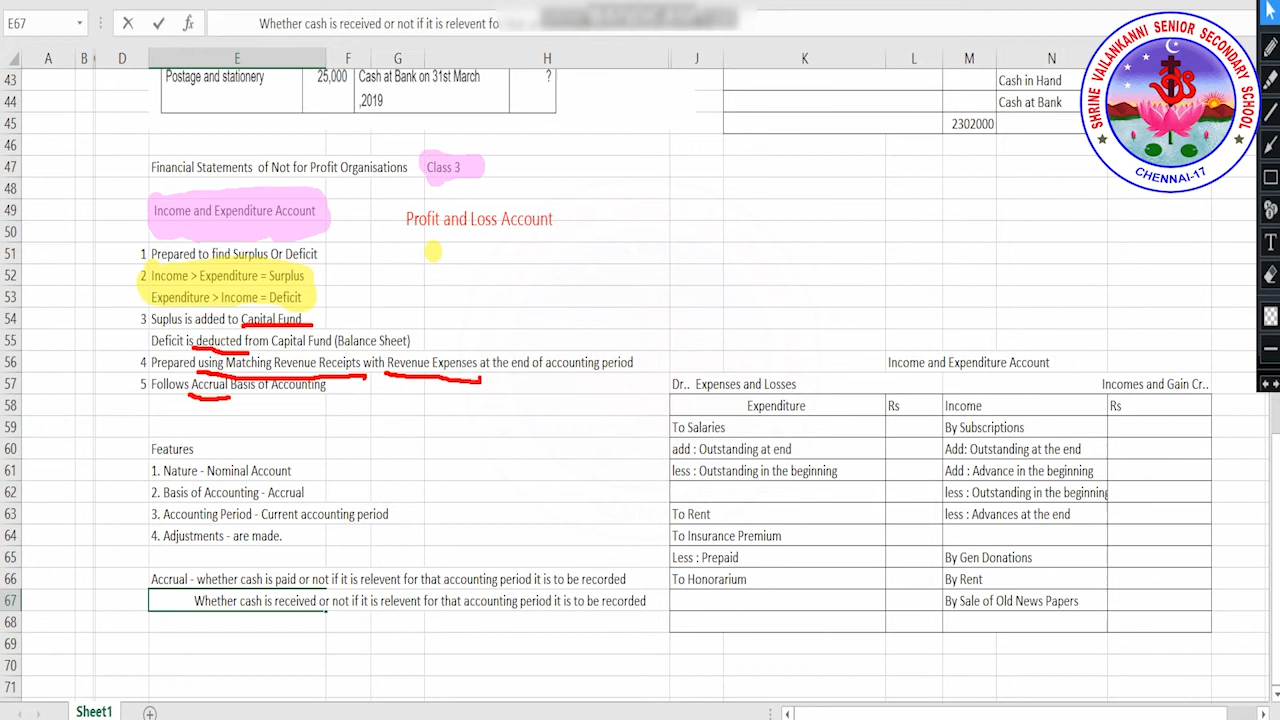 E67
Whether cash is received or not if it is relevent fo
A B C D E F G H I J K L M N
43 Postage and stationery 25,000 Cash at Bank on 31st March ? Cash in Hand
44 ,2019 Cash at Bank
45 2302000
46
47 Financial Statements of Not for Profit Organisations Class 3
48
49 Income and Expenditure Account Profit and Loss Account
50
51 1 Prepared to find Surplus Or Deficit
52 2 Income > Expenditure = Surplus
53 Expenditure > Income = Deficit
54 3 Suplus is added to Capital Fund
55 Deficit is deducted from Capital Fund (Balance Sheet)
56 4 Prepared using Matching Revenue Receipts with Revenue Expenses at the end of accounting period Income and Expenditure Account
57 5 Follows Accrual Basis of Accounting Dr.. Expenses and Losses Incomes and Gain Cr..
58 Expenditure Rs Income Rs
59 To Salaries By Subscriptions
60 Features add : Outstanding at end Add: Outstanding at the end
61 1. Nature - Nominal Account less : Outstanding in the beginning Add : Advance in the beginning
62 2. Basis of Accounting - Accrual less : Outstanding in the beginning
63 3. Accounting Period - Current accounting period To Rent less : Advances at the end
64 4. Adjustments - are made. To Insurance Premium
65 Less : Prepaid By Gen Donations
66 Accrual - whether cash is paid or not if it is relevent for that accounting period it is to be recorded To Honorarium By Rent
67 Whether cash is received or not if it is relevent for that accounting period it is to be recorded By Sale of Old News Papers
68
69
70
71
Sheet1
SHRINE VAILANKANNI SENIOR SECONDARY SCHOOL
CHENNAI-17